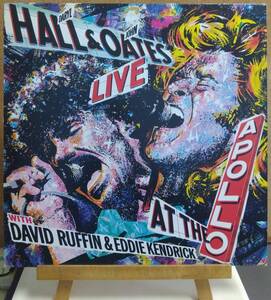 DARYL JOHN
HALL & OATES
LIVE
AT THE
APOLLO
WITH
DAVID RUFFIN & EDDIE KENDRICK